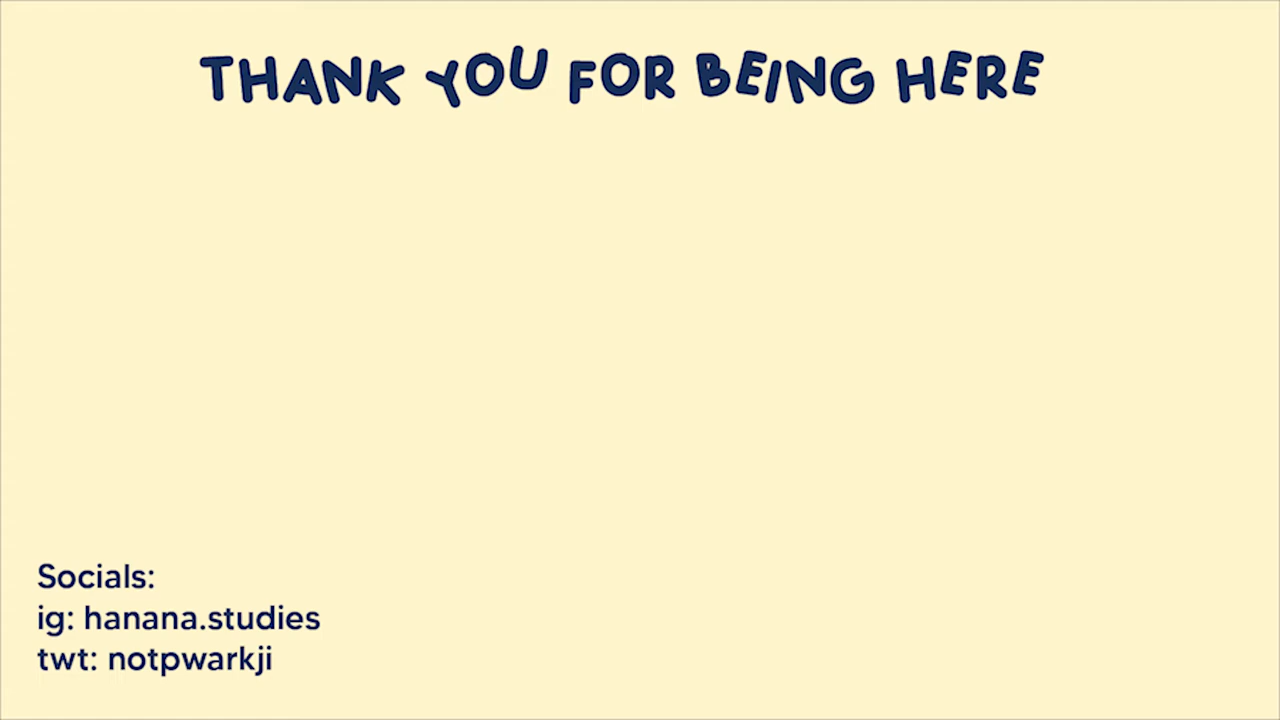 THANK YOU FOR BEING HERE
Socials:
ig: hanana.studies
twt: notpwarkji